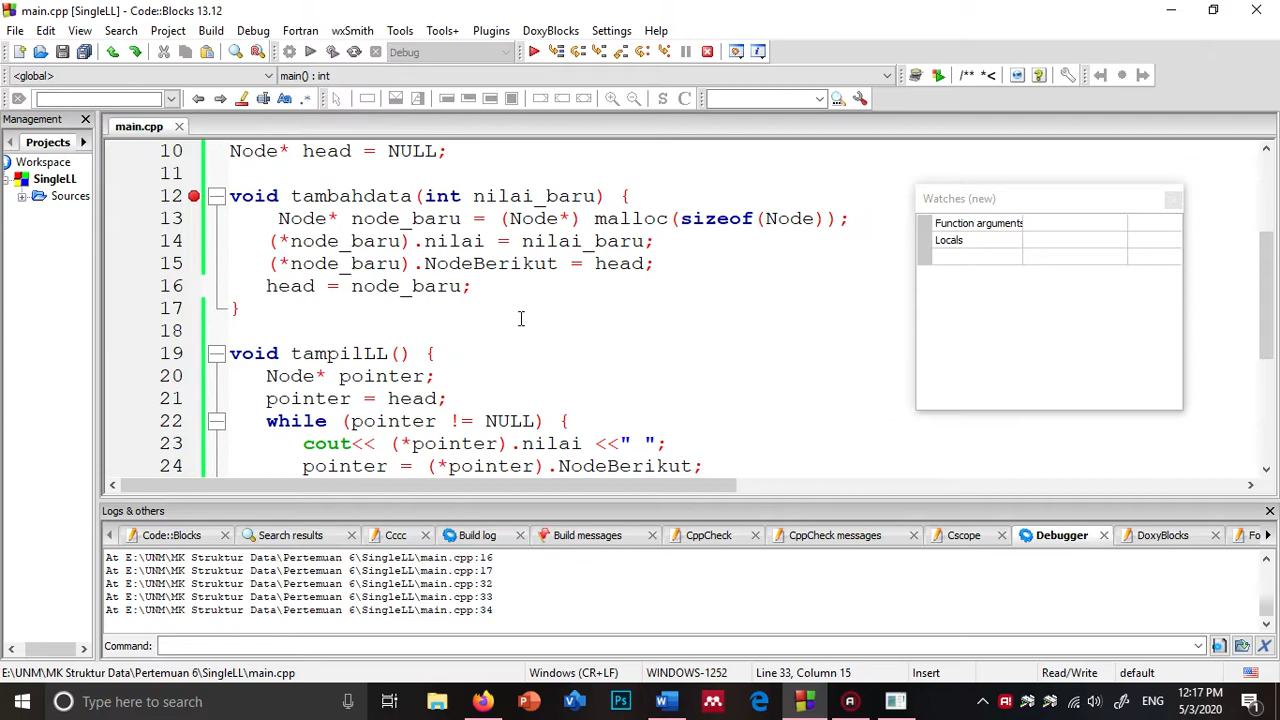 main.cpp [SingleLL] - Code::Blocks 13.12
File Edit View Search Project Build Debug Fortran wxSmith Tools Tools+ Plugins DoxyBlocks Settings Help
Debug
<global> main() : int /** *<
S C
Management
main.cpp
Projects
Workspace
SingleLL
Sources
10 Node* head = NULL;
11
12 void tambahdata(int nilai_baru) {
13 Node* node_baru = (Node*) malloc(sizeof(Node));
14 (*node_baru).nilai = nilai_baru;
15 (*node_baru).NodeBerikut = head;
16 head = node_baru;
17 }
18
19 void tampilLL() {
20 Node* pointer;
21 pointer = head;
22 while (pointer != NULL) {
23 cout<< (*pointer).nilai <<" ";
24 pointer = (*pointer).NodeBerikut;
Watches (new)
Function arguments
Locals
Logs & others
Code::Blocks Search results Cccc Build log Build messages CppCheck CppCheck messages Cscope Debugger DoxyBlocks Fo
At E:\UNM\MK Struktur Data\Pertemuan 6\SingleLL\main.cpp:16
At E:\UNM\MK Struktur Data\Pertemuan 6\SingleLL\main.cpp:17
At E:\UNM\MK Struktur Data\Pertemuan 6\SingleLL\main.cpp:32
At E:\UNM\MK Struktur Data\Pertemuan 6\SingleLL\main.cpp:33
At E:\UNM\MK Struktur Data\Pertemuan 6\SingleLL\main.cpp:34
Command:
E:\UNM\MK Struktur Data\Pertemuan 6\SingleLL\main.cpp Windows (CR+LF) WINDOWS-1252 Line 33, Column 15 Insert Read/Write default
Type here to search
ENG
12:17 PM
5/3/2020